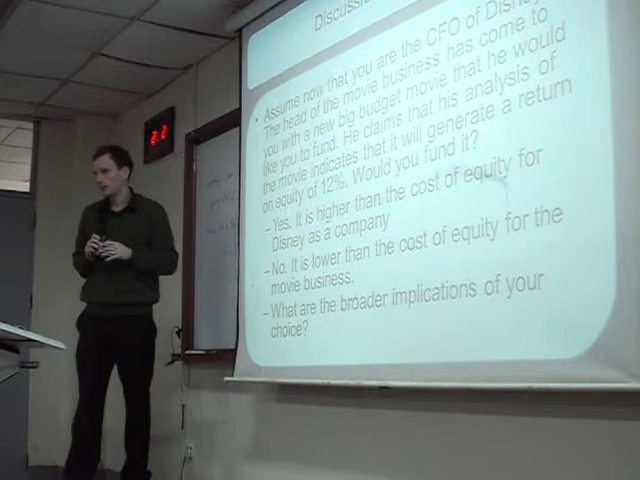 Discussion
Assume now that you are the CFO of Disney.
The head of the movie business has come to
you with a new big budget movie that he would
like you to fund. He claims that his analysis of
the movie indicates that it will generate a return
on equity of 12%. Would you fund it?
– Yes. It is higher than the cost of equity for
Disney as a company
– No. It is lower than the cost of equity for the
movie business.
– What are the broader implications of your
choice?